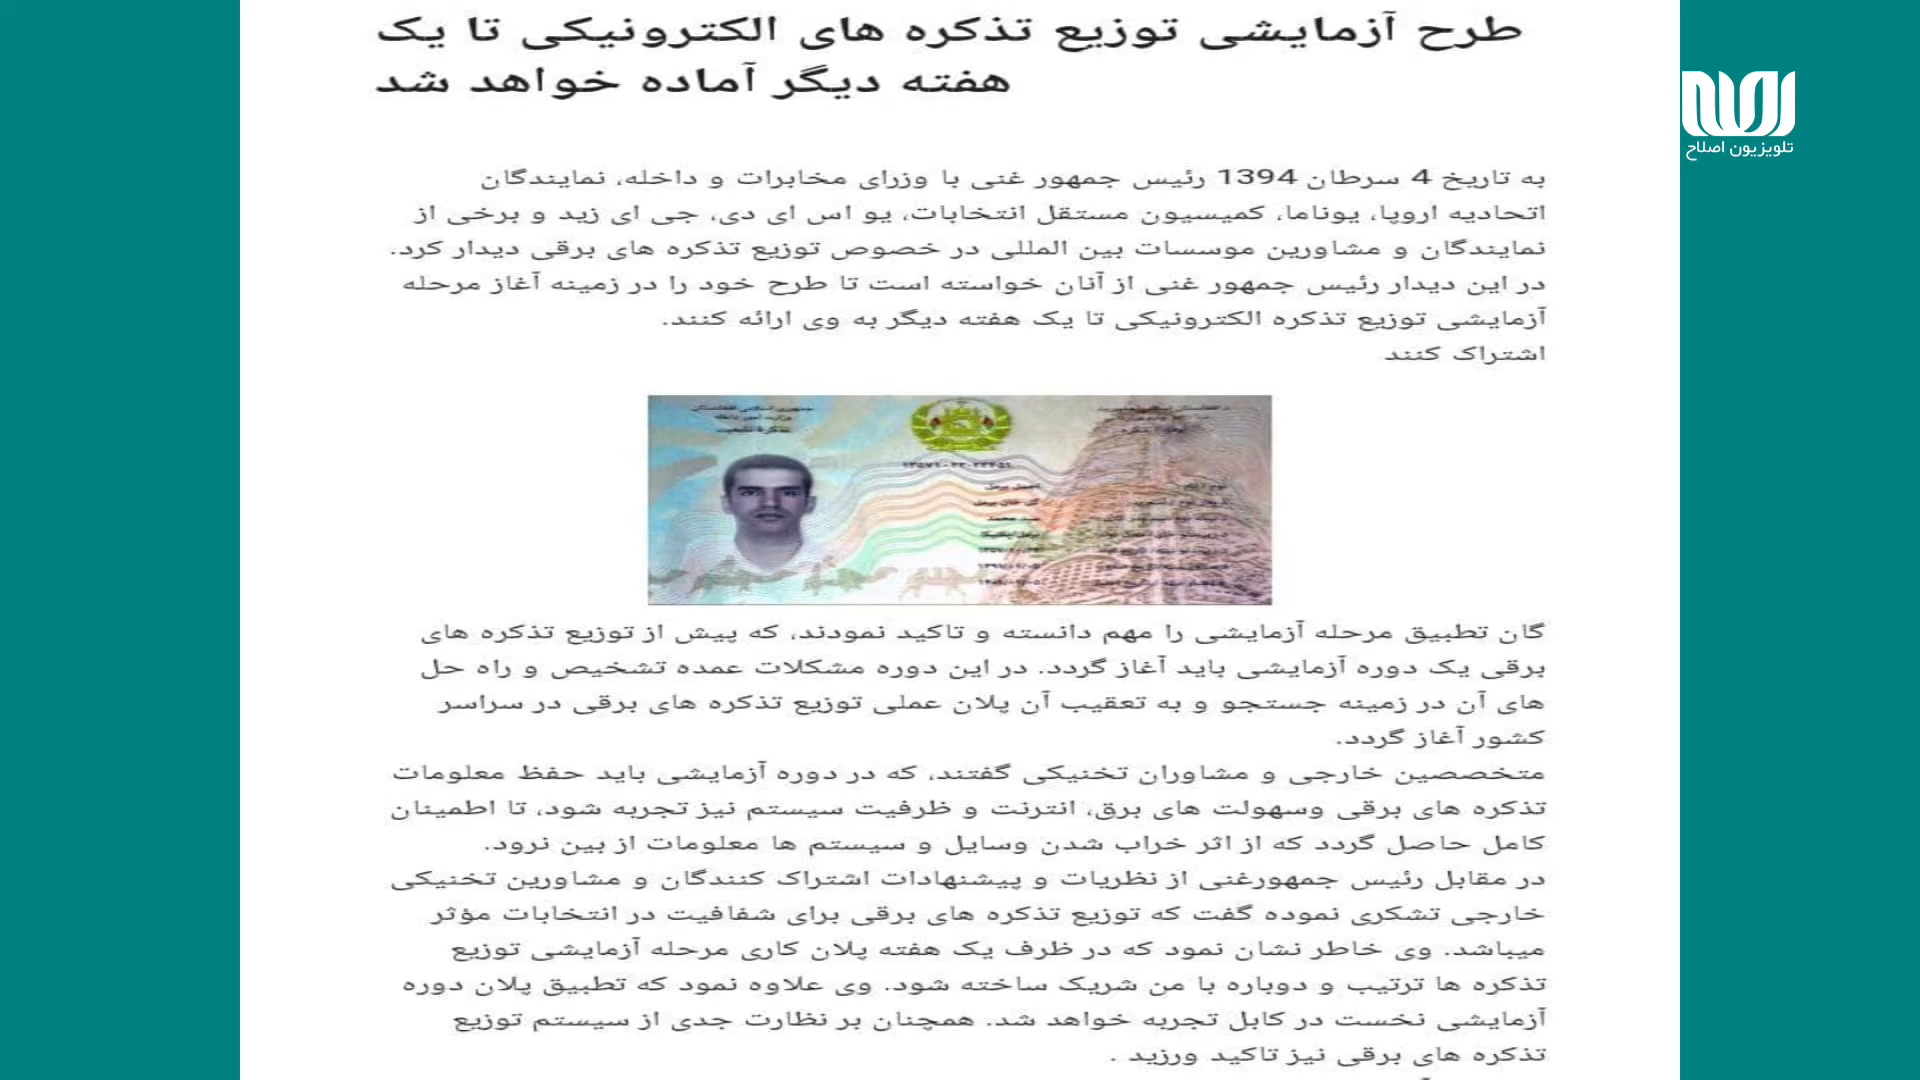 طرح آزمایشی توزیع تذکره های الکترونیکی تا یک
هفته دیگر آماده خواهد شد
تلویزیون اصلاح
به تاریخ 4 سرطان 1394 رئیس جمهور غنی با وزرای مخابرات و داخله، نمایندگان
اتحادیه اروپا، یوناما، کمیسیون مستقل انتخابات، یو اس ای دی، جی ای زید و برخی از
نمایندگان و مشاورین موسسات بین المللی در خصوص توزیع تذکره های برقی دیدار کرد.
در این دیدار رئیس جمهور غنی از آنان خواسته است تا طرح خود را در زمینه آغاز مرحله
آزمایشی توزیع تذکره الکترونیکی تا یک هفته دیگر به وی ارائه کنند.
اشتراک کنند
جمهوری اسلامی افغانستان
وزارت امور داخله
تذکرهٔ تابعیت
گان تطبیق مرحله آزمایشی را مهم دانسته و تاکید نمودند، که پیش از توزیع تذکره های
برقی یک دوره آزمایشی باید آغاز گردد. در این دوره مشکلات عمده تشخیص و راه حل
های آن در زمینه جستجو و به تعقیب آن پلان عملی توزیع تذکره های برقی در سراسر
کشور آغاز گردد.
متخصصین خارجی و مشاوران تخنیکی گفتند، که در دوره آزمایشی باید حفظ معلومات
تذکره های برقی وسهولت های برق، انترنت و ظرفیت سیستم نیز تجربه شود، تا اطمینان
کامل حاصل گردد که از اثر خراب شدن وسایل و سیستم ها معلومات از بین نرود.
در مقابل رئیس جمهورغنی از نظریات و پیشنهادات اشتراک کنندگان و مشاورین تخنیکی
خارجی تشکری نموده گفت که توزیع تذکره های برقی برای شفافیت در انتخابات مؤثر
میباشد. وی خاطر نشان نمود که در ظرف یک هفته پلان کاری مرحله آزمایشی توزیع
تذکره ها ترتیب و دوباره با من شریک ساخته شود. وی علاوه نمود که تطبیق پلان دوره
آزمایشی نخست در کابل تجربه خواهد شد. همچنان بر نظارت جدی از سیستم توزیع
تذکره های برقی نیز تاکید ورزید .